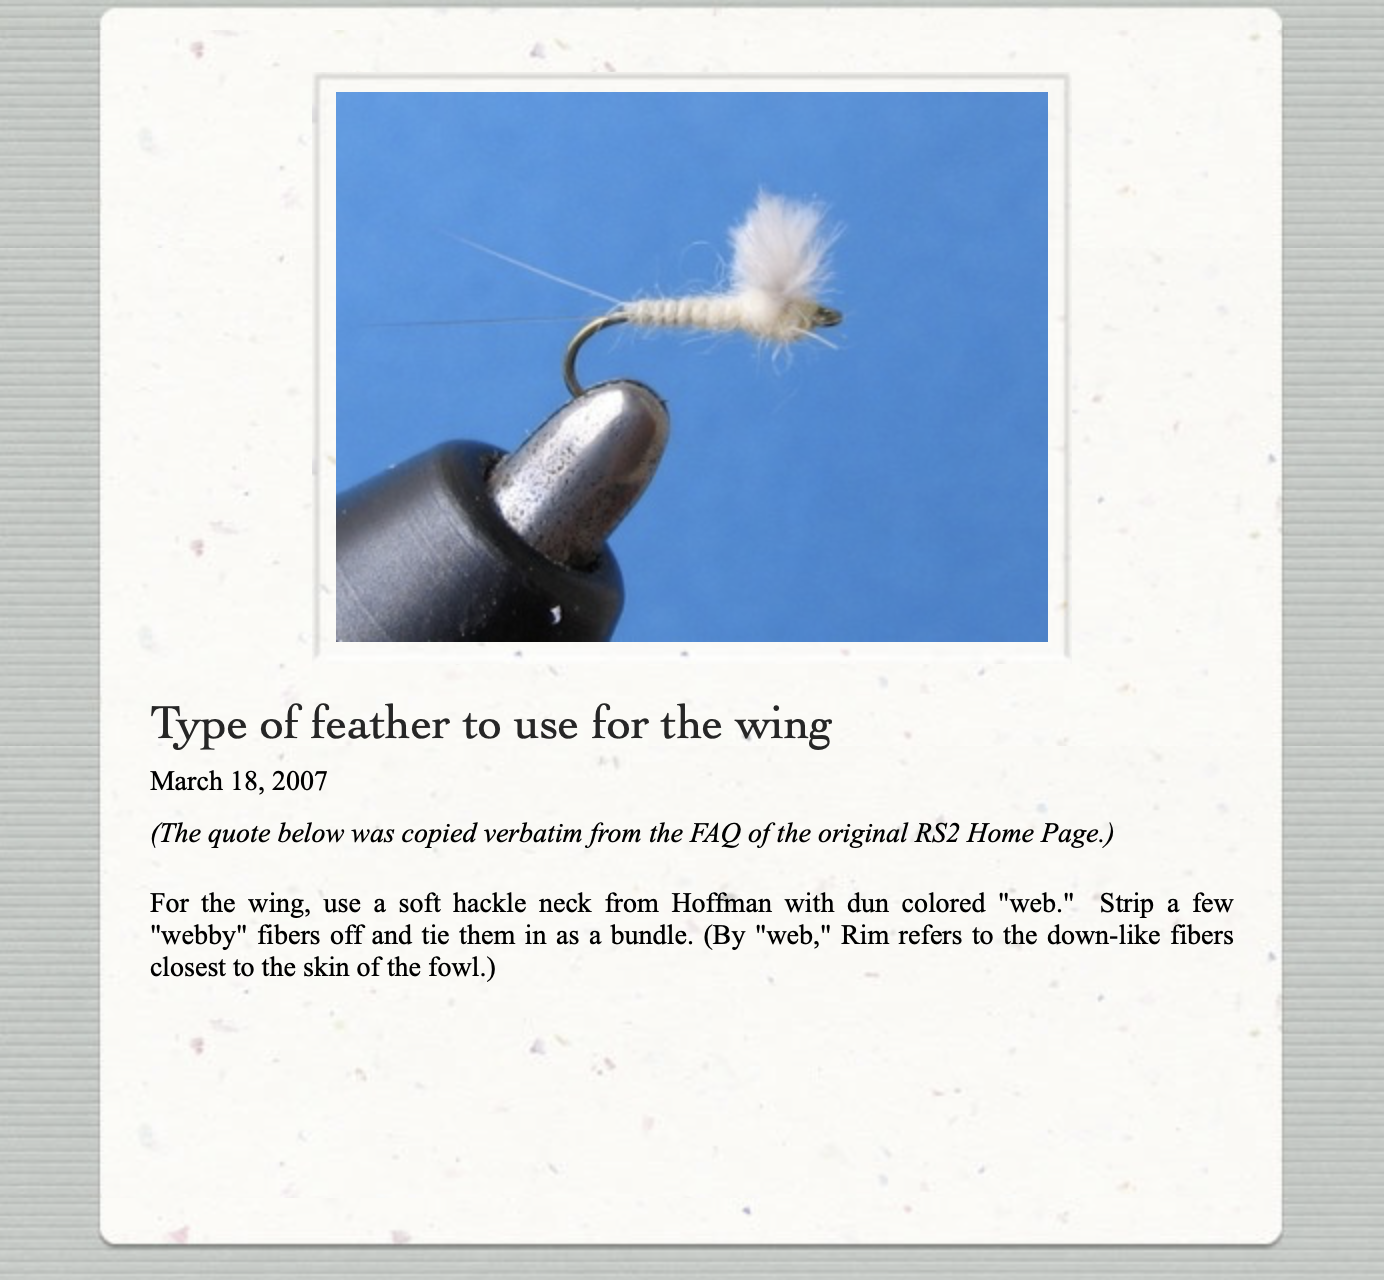 Type of feather to use for the wing
March 18, 2007
(The quote below was copied verbatim from the FAQ of the original RS2 Home Page.)
For the wing, use a soft hackle neck from Hoffman with dun colored "web."  Strip a few
"webby" fibers off and tie them in as a bundle. (By "web," Rim refers to the down-like fibers
closest to the skin of the fowl.)